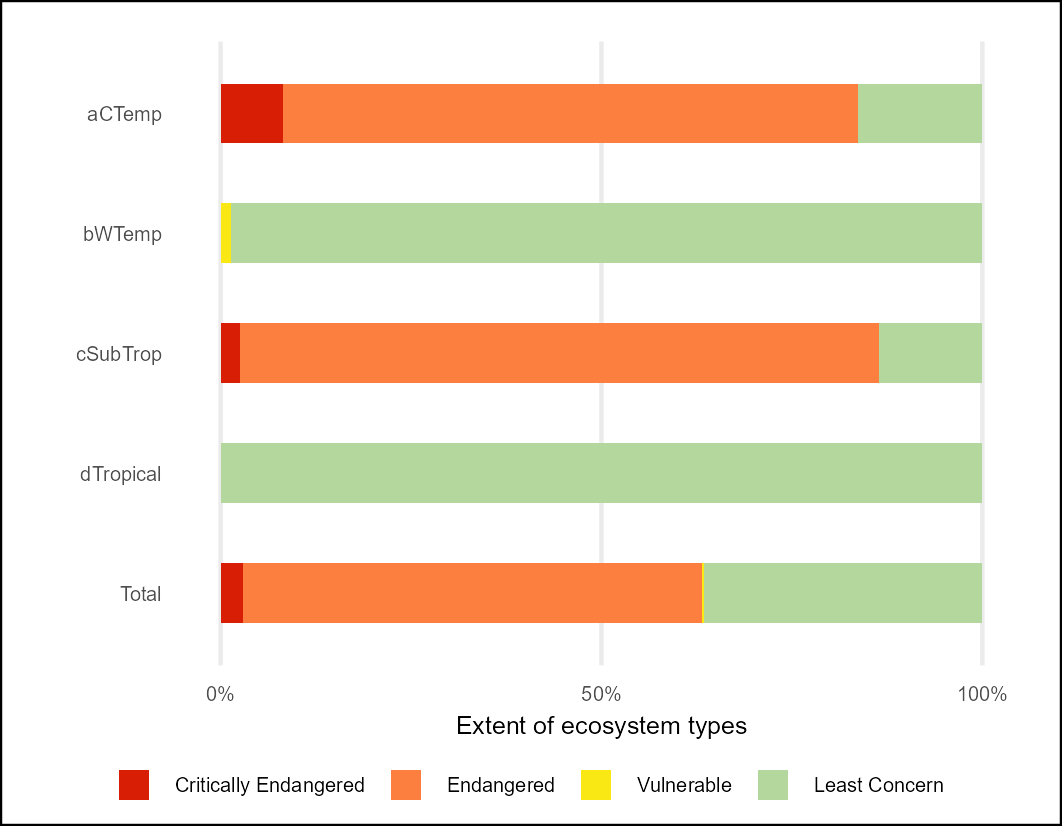 aCTemp
bWTemp
cSubTrop
dTropical
Total
0% 50% 100%
Extent of ecosystem types
Critically Endangered Endangered Vulnerable Least Concern